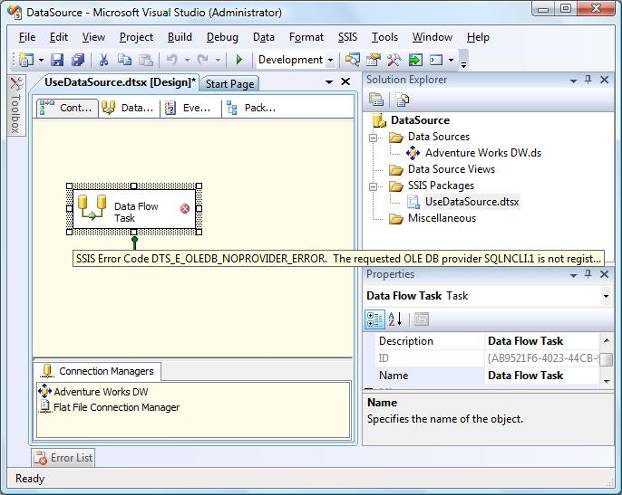 DataSource - Microsoft Visual Studio (Administrator)
File Edit View Project Build Debug Data Format SSIS Tools Window Help
Development
Toolbox
UseDataSource.dtsx [Design]* Start Page
Cont... Data... Eve... Pack...
Data Flow
Task
SSIS Error Code DTS_E_OLEDB_NOPROVIDER_ERROR. The requested OLE DB provider SQLNCLI.1 is not regist...
Connection Managers
Adventure Works DW
Flat File Connection Manager
Solution Explorer
DataSource
Data Sources
Adventure Works DW.ds
Data Source Views
SSIS Packages
UseDataSource.dtsx
Miscellaneous
Properties
Data Flow Task Task
Description Data Flow Task
ID {AB9521F6-4023-44CB-9
Name Data Flow Task
Name
Specifies the name of the object.
Error List
Ready